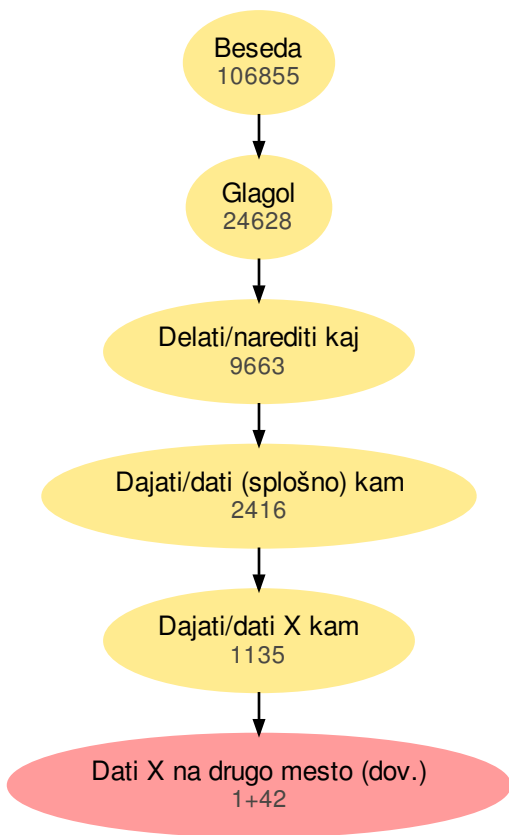 Beseda
106855
Glagol
24628
Delati/narediti kaj
9663
Dajati/dati (splošno) kam
2416
Dajati/dati X kam
1135
Dati X na drugo mesto (dov.)
1+42